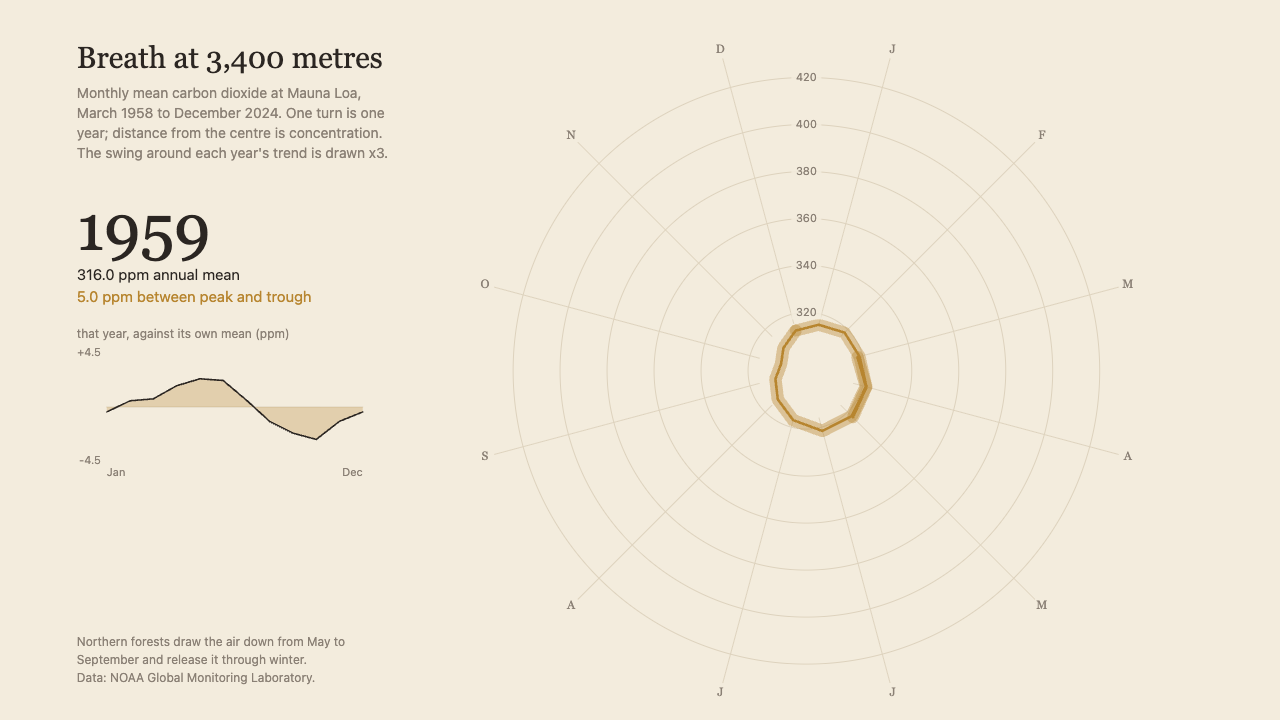 Breath at 3,400 metres
Monthly mean carbon dioxide at Mauna Loa,
March 1958 to December 2024. One turn is one
year; distance from the centre is concentration.
The swing around each year's trend is drawn x3.
1959
316.0 ppm annual mean
5.0 ppm between peak and trough
that year, against its own mean (ppm)
+4.5
-4.5
Jan Dec
Northern forests draw the air down from May to
September and release it through winter.
Data: NOAA Global Monitoring Laboratory.
D J
420
400
N F
380
360
340
O M
320
S A
A M
J J